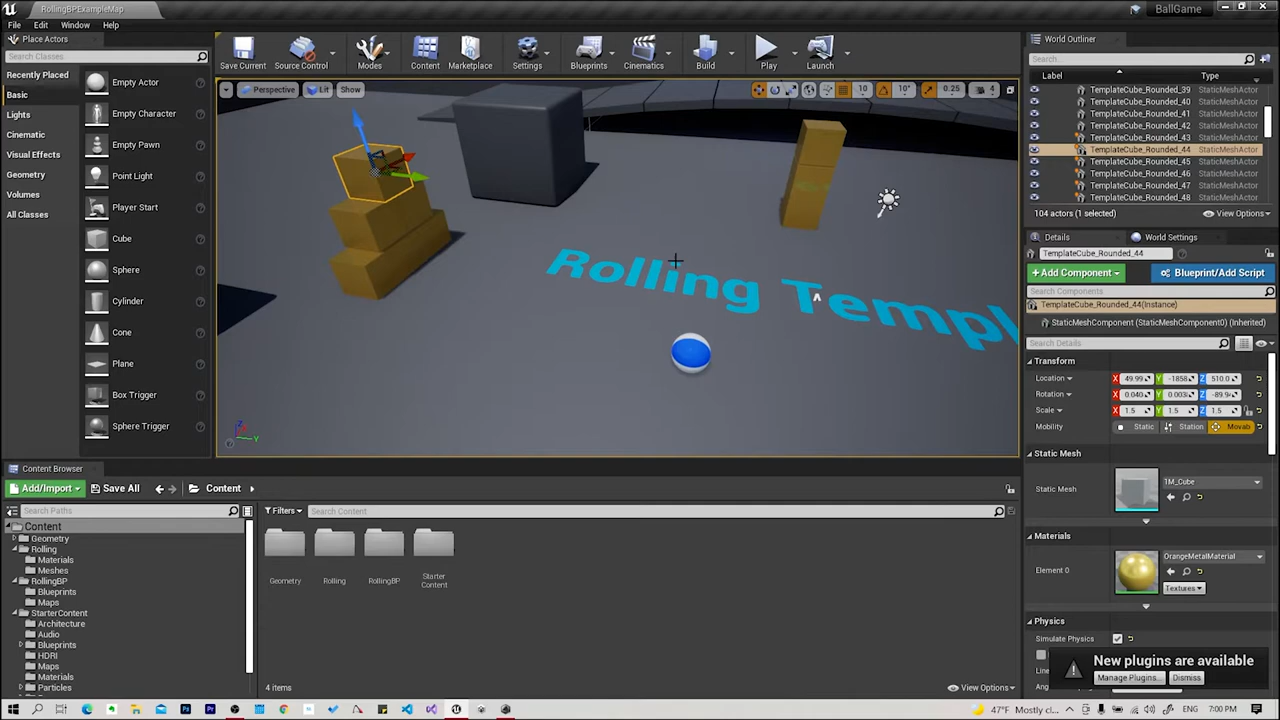 RollingBPExampleMap
BallGame
File Edit Window Help
Place Actors
Search Classes
Recently Placed
Basic
Lights
Cinematic
Visual Effects
Geometry
Volumes
All Classes
Empty Actor
Empty Character
Empty Pawn
Point Light
Player Start
Cube
Sphere
Cylinder
Cone
Plane
Box Trigger
Sphere Trigger
Save Current
Source Control
Modes
Content
Marketplace
Settings
Blueprints
Cinematics
Build
Play
Launch
Perspective
Lit
Show
10
10°
0.25
4
Rolling Templ
World Outliner
Search
Label Type
TemplateCube_Rounded_39 StaticMeshActor
TemplateCube_Rounded_40 StaticMeshActor
TemplateCube_Rounded_41 StaticMeshActor
TemplateCube_Rounded_42 StaticMeshActor
TemplateCube_Rounded_43 StaticMeshActor
TemplateCube_Rounded_44 StaticMeshActor
TemplateCube_Rounded_45 StaticMeshActor
TemplateCube_Rounded_46 StaticMeshActor
TemplateCube_Rounded_47 StaticMeshActor
TemplateCube_Rounded_48 StaticMeshActor
104 actors (1 selected)
View Options
Details
World Settings
TemplateCube_Rounded_44
+Add Component
Blueprint/Add Script
Search Components
TemplateCube_Rounded_44(Instance)
StaticMeshComponent (StaticMeshComponent0) (Inherited)
Search Details
Transform
Location X 49.99 Y -1858 Z 510.0
Rotation X 0.040 Y 0.003 Z -89.9
Scale X 1.5 Y 1.5 Z 1.5
Mobility Static Station Movab
Static Mesh
Static Mesh
1M_Cube
Materials
Element 0
OrangeMetalMaterial
Textures
Physics
Simulate Physics
Line
Ang
New plugins are available
Manage Plugins...
Dismiss
Content Browser
Add/Import
Save All
Content
Search Paths
Filters
Search Content
Content
Geometry
Rolling
Materials
Meshes
RollingBP
Blueprints
Maps
StarterContent
Architecture
Audio
Blueprints
HDRI
Maps
Materials
Particles
Geometry
Rolling
RollingBP
Starter
Content
4 items
View Options
47°F Mostly c...
7:00 PM